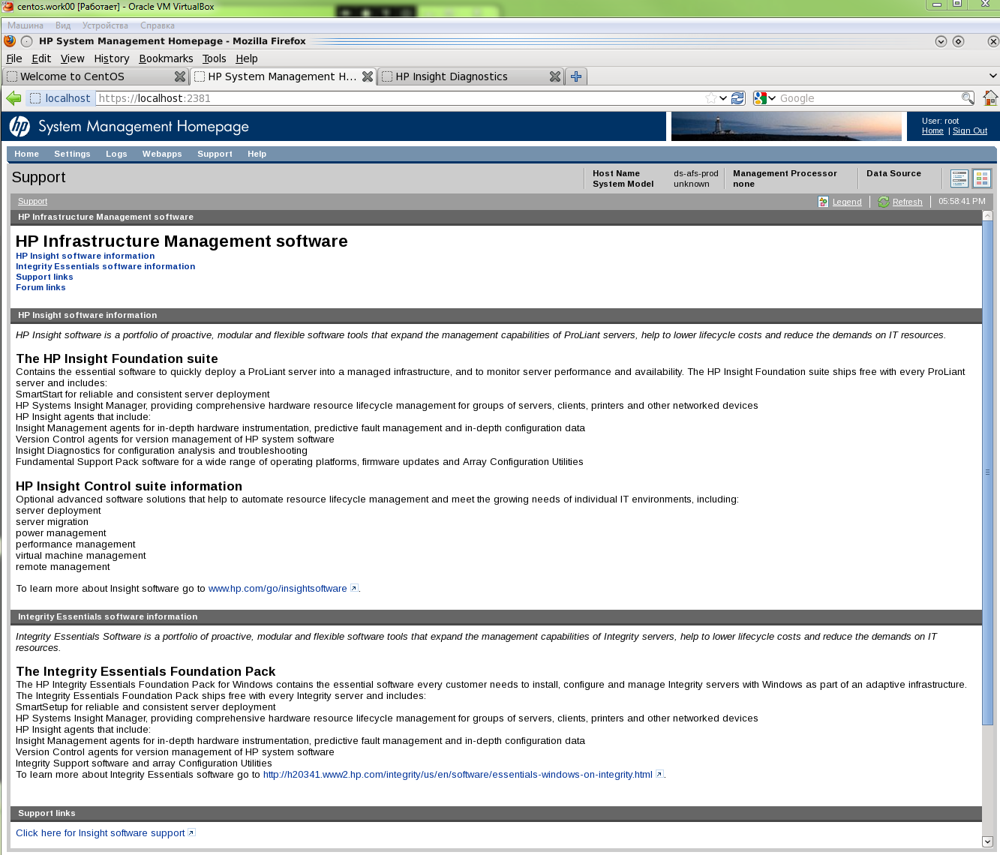 centos.work00 [Работает] - Oracle VM VirtualBox
Машина Вид Устройства Справка
HP System Management Homepage - Mozilla Firefox
File Edit View History Bookmarks Tools Help
Welcome to CentOS HP System Management H... HP Insight Diagnostics
localhost https://localhost:2381 Google
hp System Management Homepage
User: root
Home | Sign Out
Home Settings Logs Webapps Support Help
Support
Host Name ds-afs-prod Management Processor Data Source
System Model unknown none
Support Legend Refresh 05:58:41 PM
HP Infrastructure Management software
HP Infrastructure Management software
HP Insight software information
Integrity Essentials software information
Support links
Forum links
HP Insight software information
HP Insight software is a portfolio of proactive, modular and flexible software tools that expand the management capabilities of ProLiant servers, help to lower lifecycle costs and reduce the demands on IT resources.
The HP Insight Foundation suite
Contains the essential software to quickly deploy a ProLiant server into a managed infrastructure, and to monitor server performance and availability. The HP Insight Foundation suite ships free with every ProLiant
server and includes:
SmartStart for reliable and consistent server deployment
HP Systems Insight Manager, providing comprehensive hardware resource lifecycle management for groups of servers, clients, printers and other networked devices
HP Insight agents that include:
Insight Management agents for in-depth hardware instrumentation, predictive fault management and in-depth configuration data
Version Control agents for version management of HP system software
Insight Diagnostics for configuration analysis and troubleshooting
Fundamental Support Pack software for a wide range of operating platforms, firmware updates and Array Configuration Utilities
HP Insight Control suite information
Optional advanced software solutions that help to automate resource lifecycle management and meet the growing needs of individual IT environments, including:
server deployment
server migration
power management
performance management
virtual machine management
remote management
To learn more about Insight software go to www.hp.com/go/insightsoftware .
Integrity Essentials software information
Integrity Essentials Software is a portfolio of proactive, modular and flexible software tools that expand the management capabilities of Integrity servers, help to lower lifecycle costs and reduce the demands on IT
resources.
The Integrity Essentials Foundation Pack
The HP Integrity Essentials Foundation Pack for Windows contains the essential software every customer needs to install, configure and manage Integrity servers with Windows as part of an adaptive infrastructure.
The Integrity Essentials Foundation Pack ships free with every Integrity server and includes:
SmartSetup for reliable and consistent server deployment
HP Systems Insight Manager, providing comprehensive hardware resource lifecycle management for groups of servers, clients, printers and other networked devices
HP Insight agents that include:
Insight Management agents for in-depth hardware instrumentation, predictive fault management and in-depth configuration data
Version Control agents for version management of HP system software
Integrity Support software and array Configuration Utilities
To learn more about Integrity Essentials software go to http://h20341.www2.hp.com/integrity/us/en/software/essentials-windows-on-integrity.html .
Support links
Click here for Insight software support